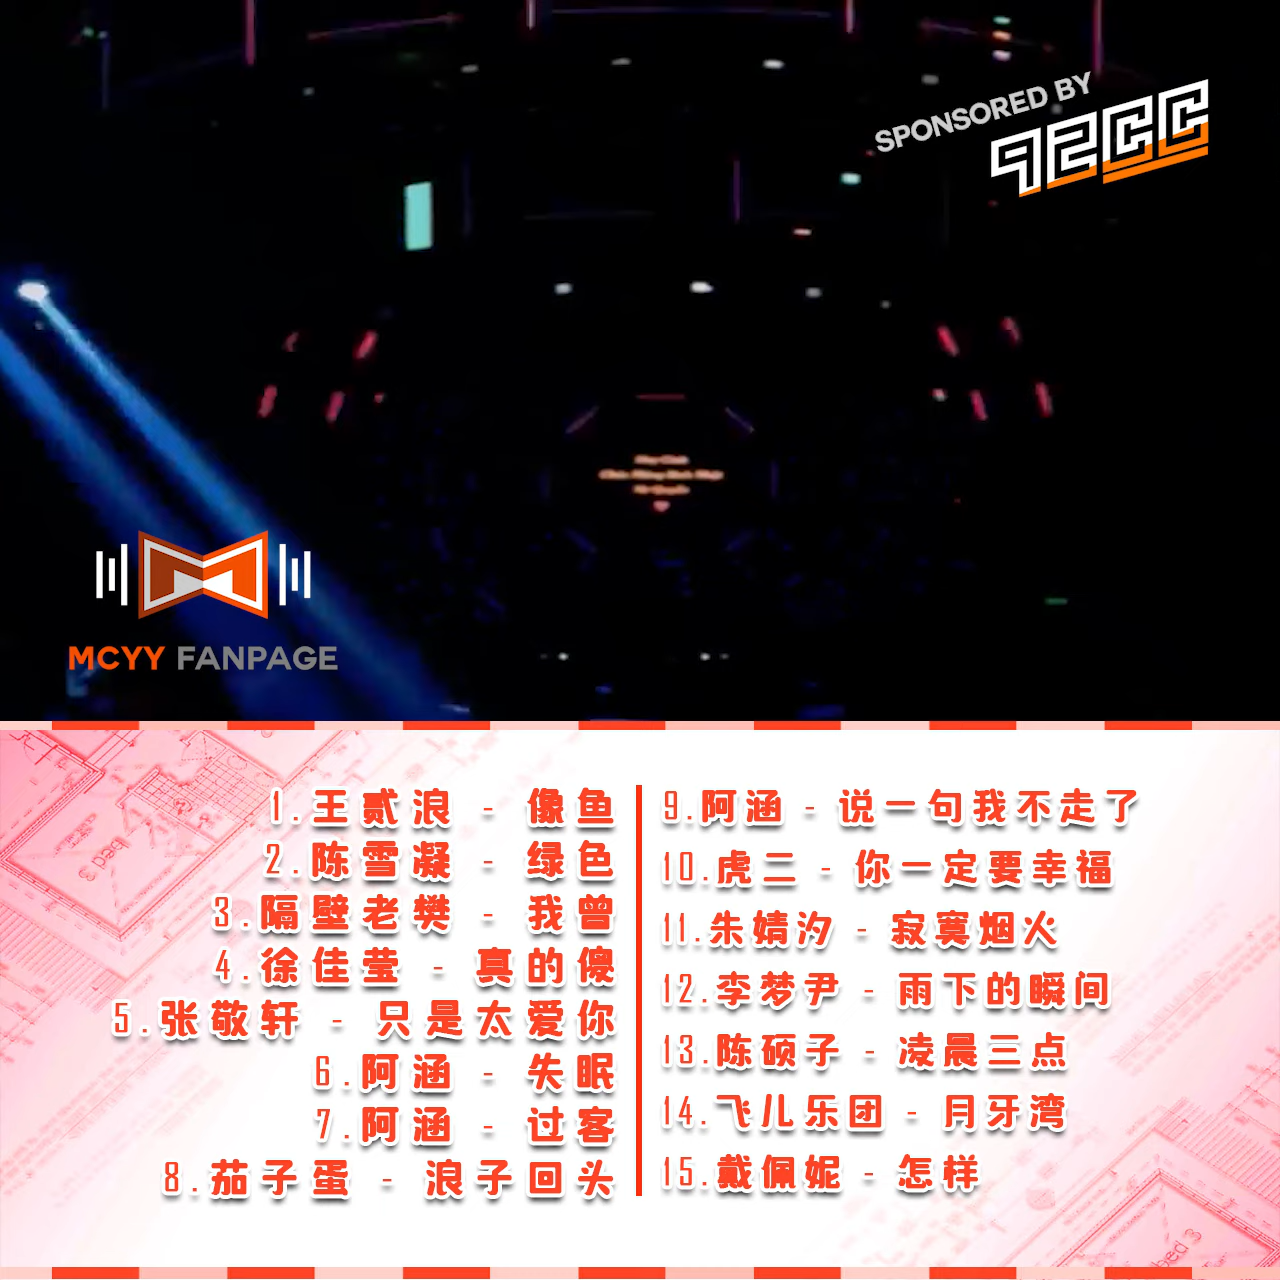 SPONSORED BY
92CC
MCYY FANPAGE
1.王贰浪 - 像鱼
2.陈雪凝 - 绿色
3.隔壁老樊 - 我曾
4.徐佳莹 - 真的傻
5.张敬轩 - 只是太爱你
6.阿涵 - 失眠
7.阿涵 - 过客
8.茄子蛋 - 浪子回头
9.阿涵 - 说一句我不走了
10.虎二 - 你一定要幸福
11.朱婧汐 - 寂寞烟火
12.李梦尹 - 雨下的瞬间
13.陈硕子 - 凌晨三点
14.飞儿乐团 - 月牙湾
15.戴佩妮 - 怎样